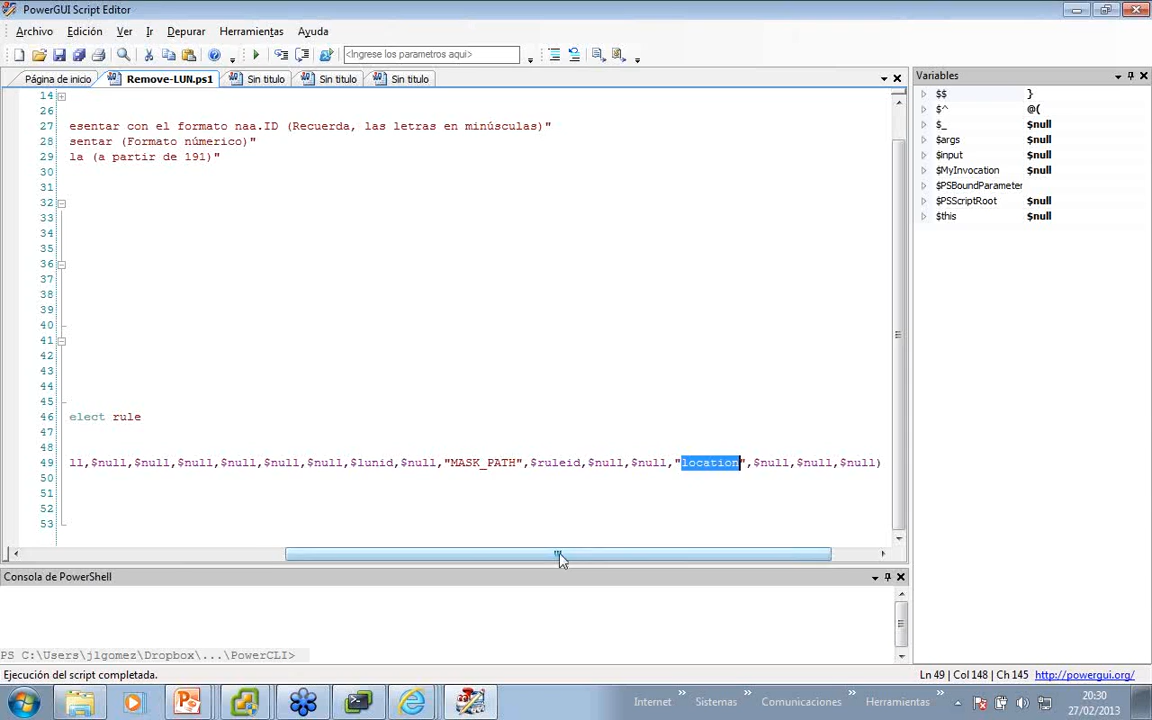 PowerGUI Script Editor
Archivo Edición Ver Ir Depurar Herramientas Ayuda
<Ingrese los parametros aqui>
Página de inicio Remove-LUN.ps1 Sin titulo Sin titulo Sin titulo
Variables
14
26
27 esentar con el formato naa.ID (Recuerda, las letras en minúsculas)"
28 sentar (Formato númerico)"
29 la (a partir de 191)"
30
31
32
33
34
35
36
37
38
39
40
41
42
43
44
45
46 elect rule
47
48
49 ll,$null,$null,$null,$null,$null,$null,$lunid,$null,"MASK_PATH",$ruleid,$null,$null,"location",$null,$null,$null)
50
51
52
53
$$ }
$^ @(
$_ $null
$args $null
$input $null
$MyInvocation $null
$PSBoundParameter
$PSScriptRoot $null
$this $null
Consola de PowerShell
PS C:\Users\jlgomez\Dropbox\...\PowerCLI>
Ejecución del script completada.
Ln 49 | Col 148 | Ch 145 http://powergui.org/
Internet » Sistemas » Comunicaciones » Herramientas »
20:30
27/02/2013